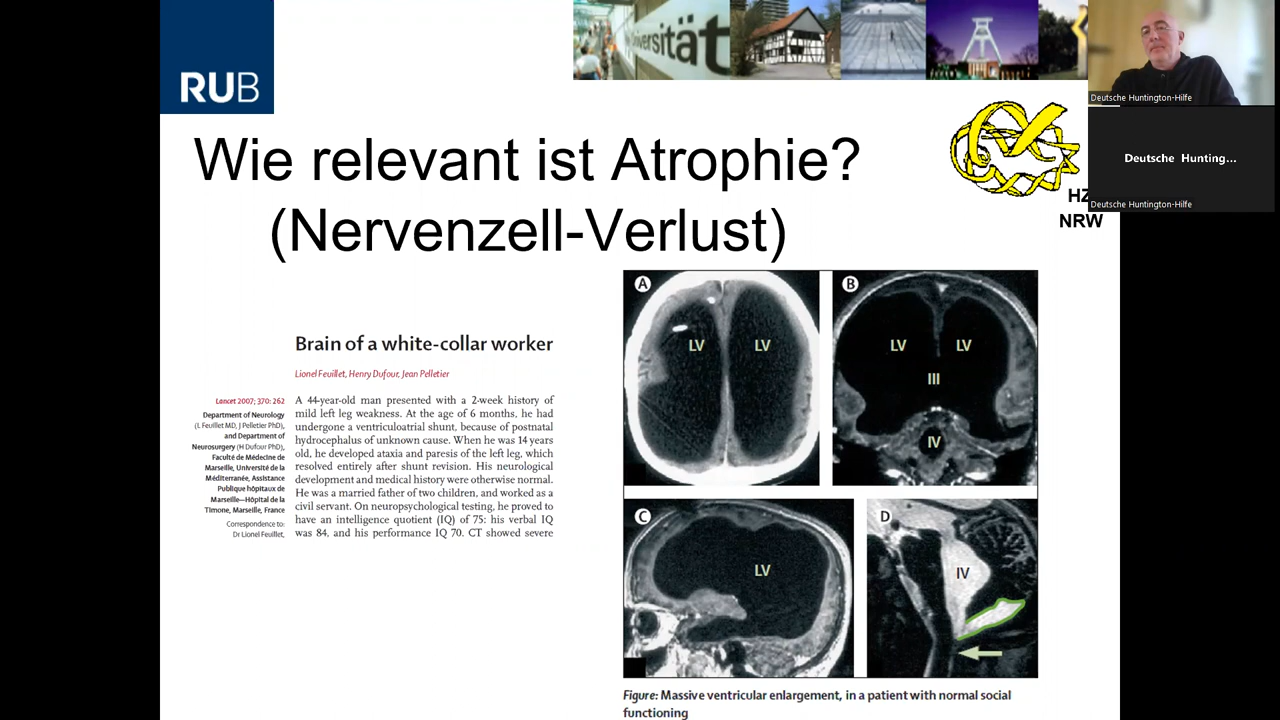 RUB
universität
Deutsche Huntington-Hilfe
Deutsche Hunting...
Deutsche Huntington-Hilfe
HZ
NRW
Wie relevant ist Atrophie?
(Nervenzell-Verlust)
Brain of a white-collar worker
Lionel Feuillet, Henry Dufour, Jean Pelletier
Lancet 2007; 370: 262
Department of Neurology
(L Feuillet MD, J Pelletier PhD),
and Department of
Neurosurgery (H Dufour PhD),
Faculté de Médecine de
Marseille, Université de la
Méditerranée, Assistance
Publique hôpitaux de
Marseille—Hôpital de la
Timone, Marseille, France
Correspondence to:
Dr Lionel Feuillet,
A 44-year-old man presented with a 2-week history of
mild left leg weakness. At the age of 6 months, he had
undergone a ventriculoatrial shunt, because of postnatal
hydrocephalus of unknown cause. When he was 14 years
old, he developed ataxia and paresis of the left leg, which
resolved entirely after shunt revision. His neurological
development and medical history were otherwise normal.
He was a married father of two children, and worked as a
civil servant. On neuropsychological testing, he proved to
have an intelligence quotient (IQ) of 75: his verbal IQ
was 84, and his performance IQ 70. CT showed severe
A
LV
LV
B
LV
LV
III
IV
C
LV
D
IV
Figure: Massive ventricular enlargement, in a patient with normal social
functioning